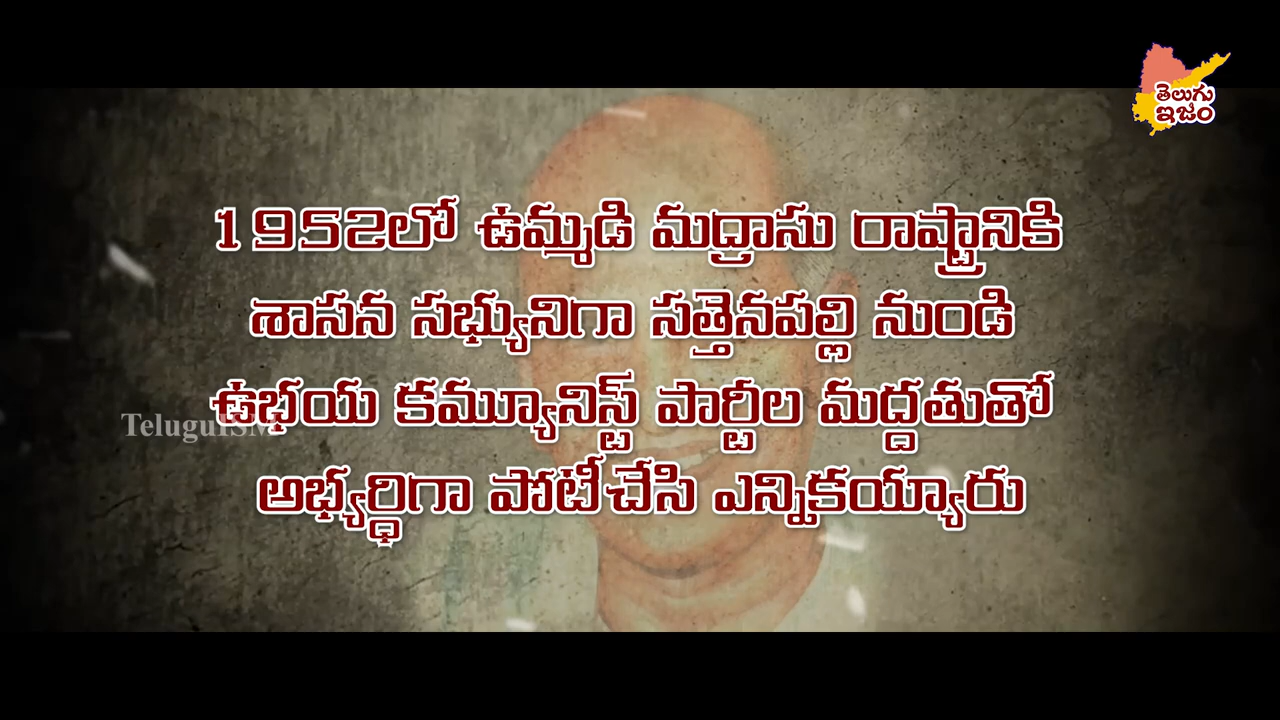 తెలుగు
ఇజం
1952లో ఉమ్మడి మద్రాసు రాష్ట్రానికి
శాసన సభ్యునిగా సత్తెనపల్లి నుండి
ఉభయ కమ్యూనిస్ట్ పార్టీల మద్దతుతో
TeluguISM
అభ్యర్థిగా పోటీచేసి ఎన్నికయ్యారు